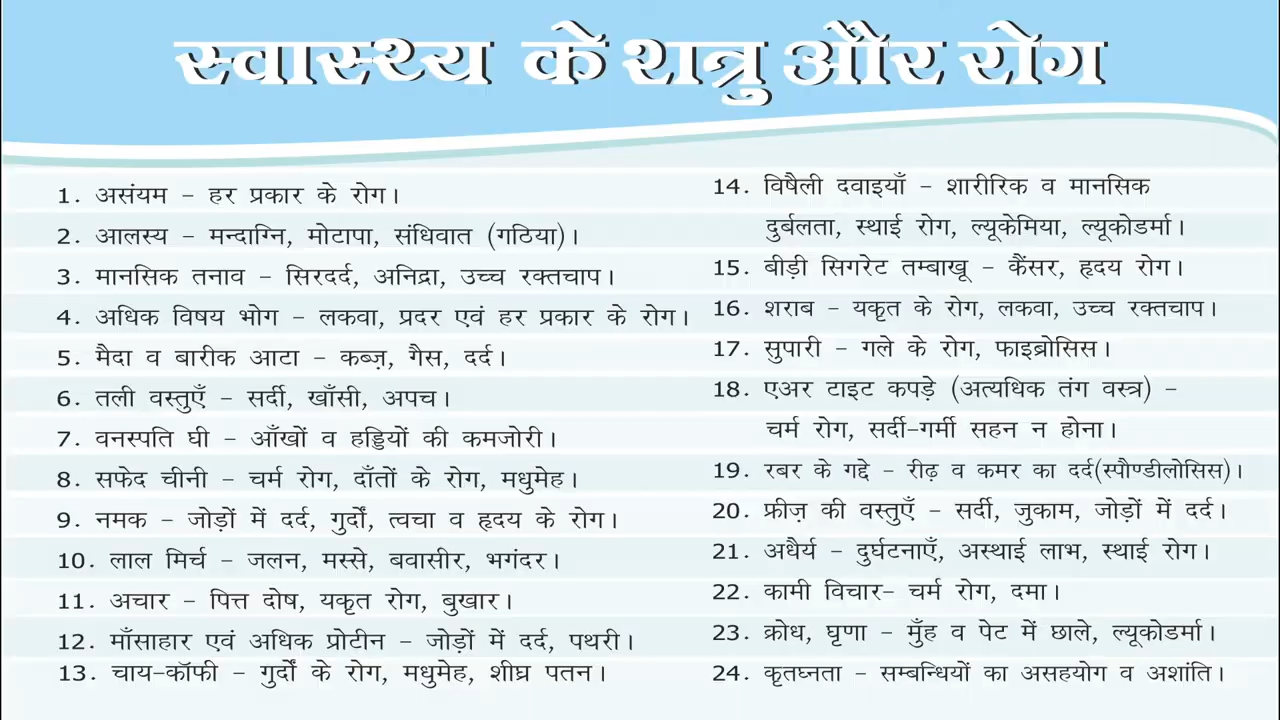 स्वास्थ्य के शत्रु और रोग
1. असंयम – हर प्रकार के रोग।
2. आलस्य – मन्दाग्नि, मोटापा, संधिवात (गठिया)।
3. मानसिक तनाव – सिरदर्द, अनिद्रा, उच्च रक्तचाप।
4. अधिक विषय भोग – लकवा, प्रदर एवं हर प्रकार के रोग।
5. मैदा व बारीक आटा – कब्ज़, गैस, दर्द।
6. तली वस्तुएँ – सर्दी, खाँसी, अपच।
7. वनस्पति घी – आँखों व हड्डियों की कमजोरी।
8. सफेद चीनी – चर्म रोग, दाँतों के रोग, मधुमेह।
9. नमक – जोड़ों में दर्द, गुर्दों, त्वचा व हृदय के रोग।
10. लाल मिर्च – जलन, मस्से, बवासीर, भगंदर।
11. अचार – पित्त दोष, यकृत रोग, बुखार।
12. माँसाहार एवं अधिक प्रोटीन – जोड़ों में दर्द, पथरी।
13. चाय-कॉफी – गुर्दों के रोग, मधुमेह, शीघ्र पतन।
14. विषैली दवाइयाँ – शारीरिक व मानसिक
दुर्बलता, स्थाई रोग, ल्यूकेमिया, ल्यूकोडर्मा।
15. बीड़ी सिगरेट तम्बाखू – कैंसर, हृदय रोग।
16. शराब – यकृत के रोग, लकवा, उच्च रक्तचाप।
17. सुपारी – गले के रोग, फाइब्रोसिस।
18. एअर टाइट कपड़े (अत्यधिक तंग वस्त्र) –
चर्म रोग, सर्दी-गर्मी सहन न होना।
19. रबर के गद्दे – रीढ़ व कमर का दर्द(स्पौण्डीलोसिस)।
20. फ्रीज़ की वस्तुएँ – सर्दी, जुकाम, जोड़ों में दर्द।
21. अधैर्य – दुर्घटनाएँ, अस्थाई लाभ, स्थाई रोग।
22. कामी विचार– चर्म रोग, दमा।
23. क्रोध, घृणा – मुँह व पेट में छाले, ल्यूकोडर्मा।
24. कृतघ्नता – सम्बन्धियों का असहयोग व अशांति।